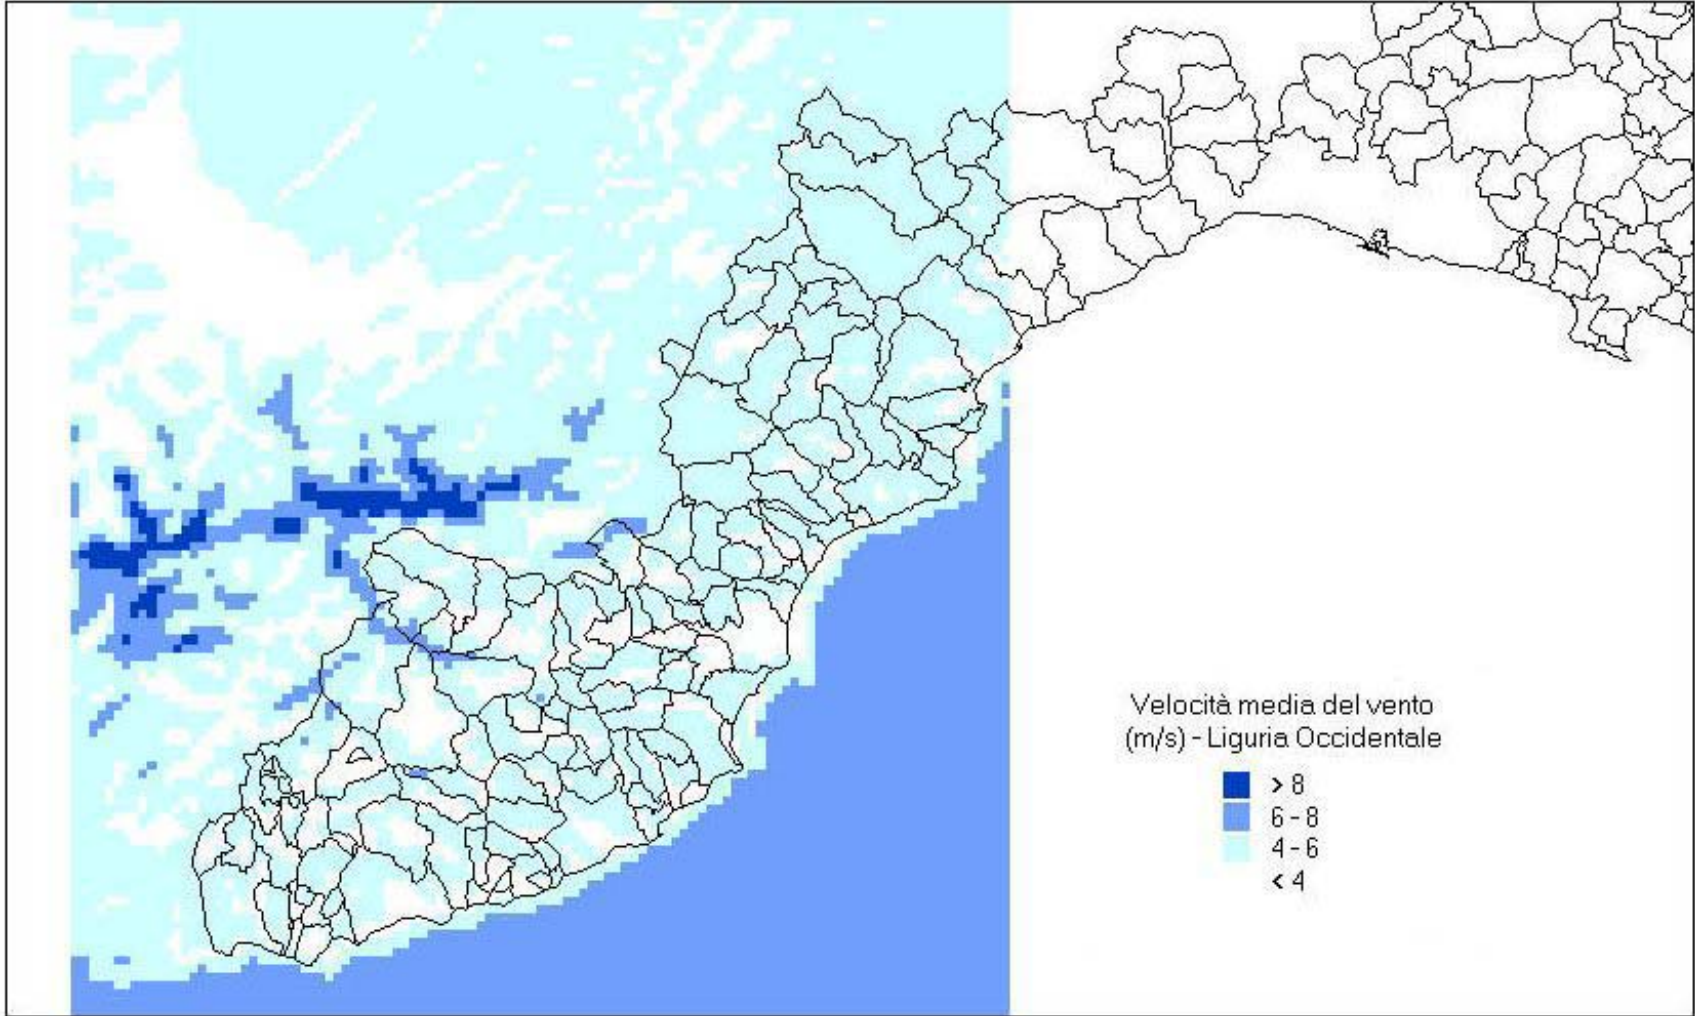 Velocità media del vento
(m/s) - Liguria Occidentale
> 8
6 - 8
4 - 6
< 4